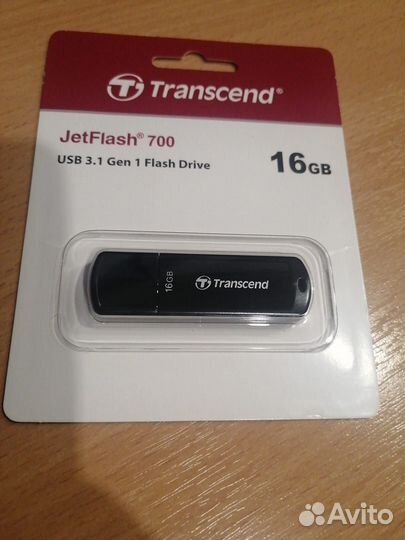 Transcend®
JetFlash® 700
USB 3.1 Gen 1 Flash Drive
16GB
16GB
Transcend
Avito